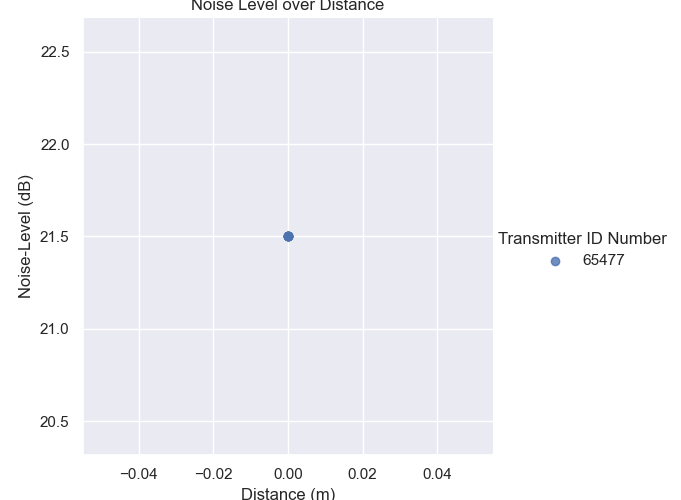 Noise Level over Distance
22.5
22.0
21.5
21.0
20.5
Noise-Level (dB)
−0.04 −0.02 0.00 0.02 0.04
Distance (m)
Transmitter ID Number
65477